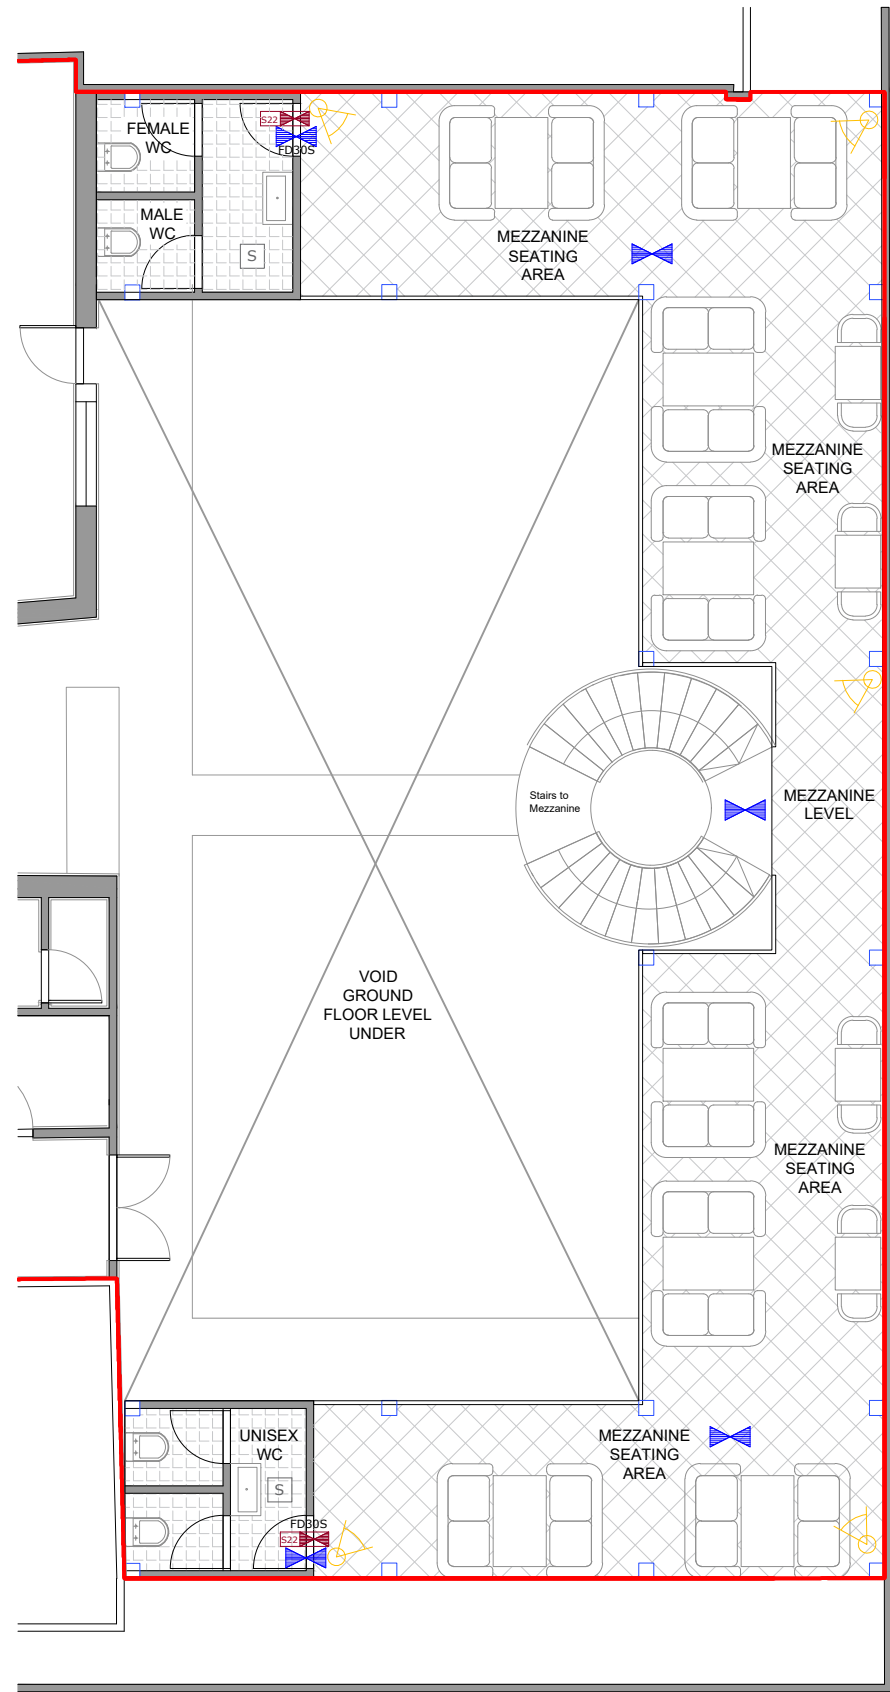 FEMALE
WC
S22
FD30S
MALE
WC
S
MEZZANINE
SEATING
AREA
MEZZANINE
SEATING
AREA
Stairs to
Mezzanine
MEZZANINE
LEVEL
VOID
GROUND
FLOOR LEVEL
UNDER
MEZZANINE
SEATING
AREA
UNISEX
WC
S
MEZZANINE
SEATING
AREA
FD30S
S22